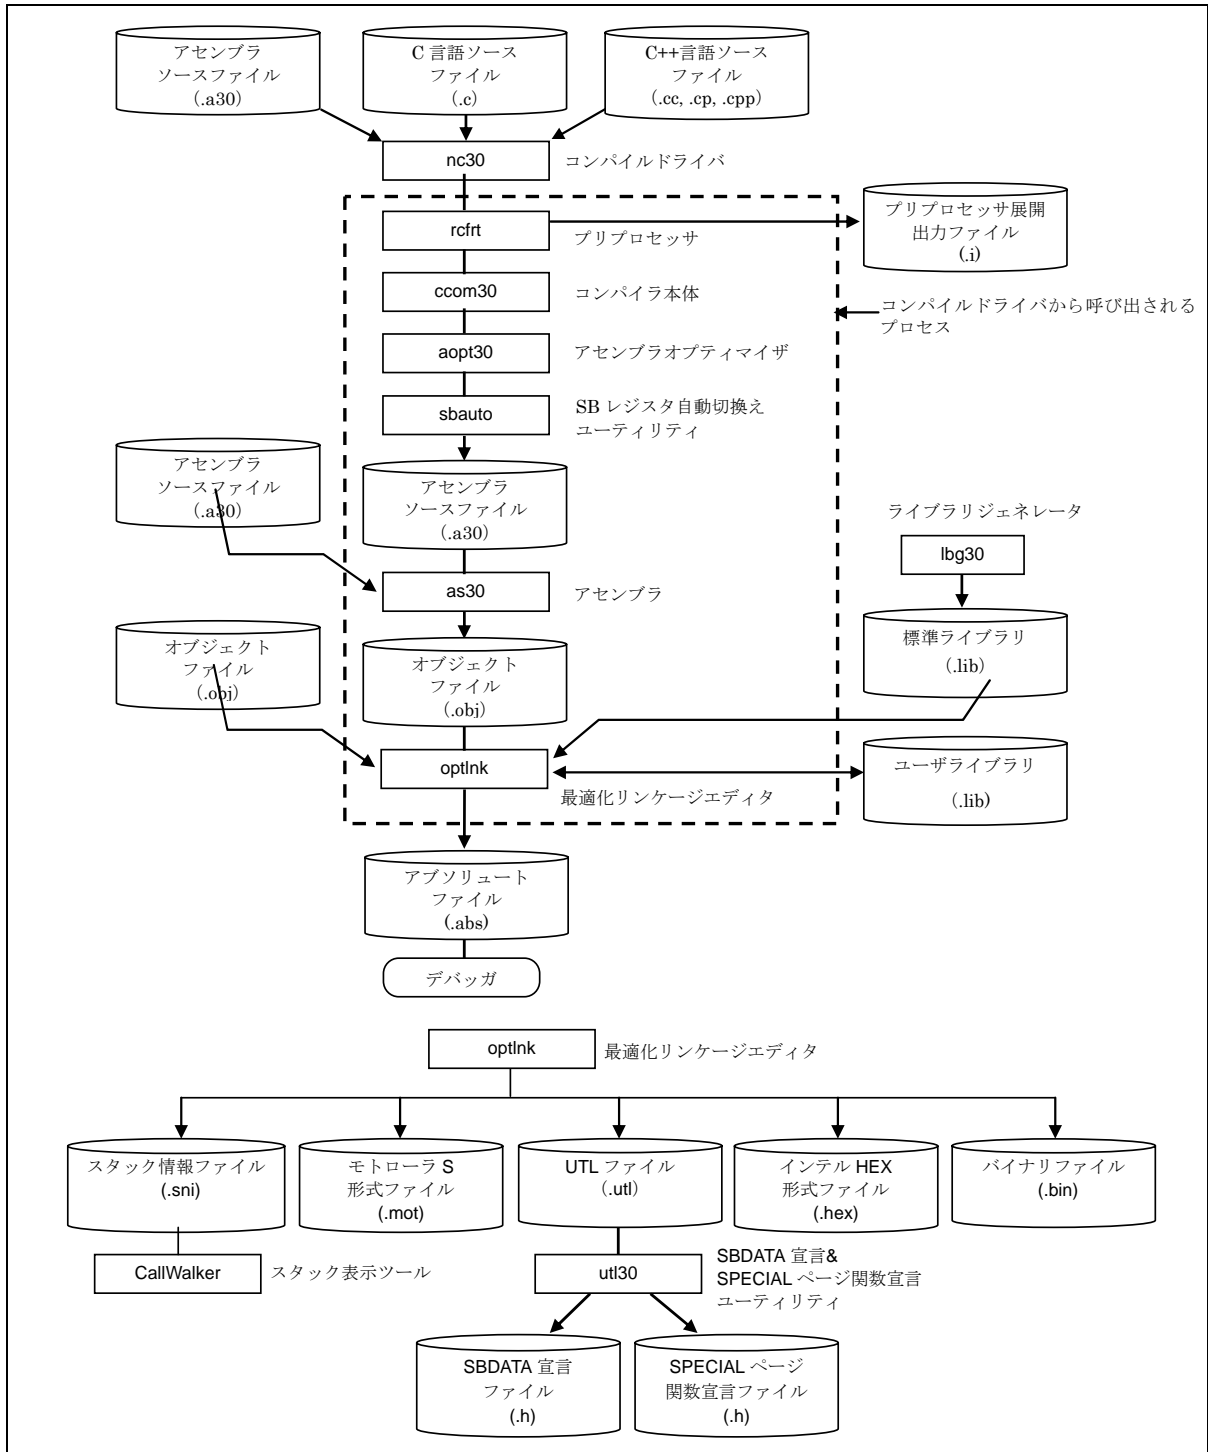 アセンブラ
ソースファイル
(.a30)
C 言語ソース
ファイル
(.c)
C++言語ソース
ファイル
(.cc, .cp, .cpp)
nc30
コンパイルドライバ
rcfrt
プリプロセッサ
プリプロセッサ展開
出力ファイル
(.i)
ccom30
コンパイラ本体
コンパイルドライバから呼び出される
プロセス
aopt30
アセンブラオプティマイザ
sbauto
SB レジスタ自動切換え
ユーティリティ
アセンブラ
ソースファイル
(.a30)
アセンブラ
ソースファイル
(.a30)
ライブラリジェネレータ
lbg30
as30
アセンブラ
オブジェクト
ファイル
(.obj)
オブジェクト
ファイル
(.obj)
標準ライブラリ
(.lib)
optlnk
最適化リンケージエディタ
ユーザライブラリ
(.lib)
アブソリュート
ファイル
(.abs)
デバッガ
optlnk
最適化リンケージエディタ
スタック情報ファイル
(.sni)
モトローラ S
形式ファイル
(.mot)
UTL ファイル
(.utl)
インテル HEX
形式ファイル
(.hex)
バイナリファイル
(.bin)
CallWalker
スタック表示ツール
utl30
SBDATA 宣言&
SPECIAL ページ関数宣言
ユーティリティ
SBDATA 宣言
ファイル
(.h)
SPECIAL ページ
関数宣言ファイル
(.h)